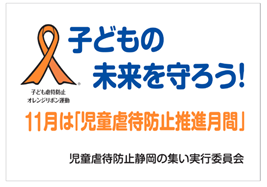 子どもの
未来を守ろう!
子ども虐待防止
オレンジリボン運動
11月は「児童虐待防止推進月間」
児童虐待防止静岡の集い実行委員会